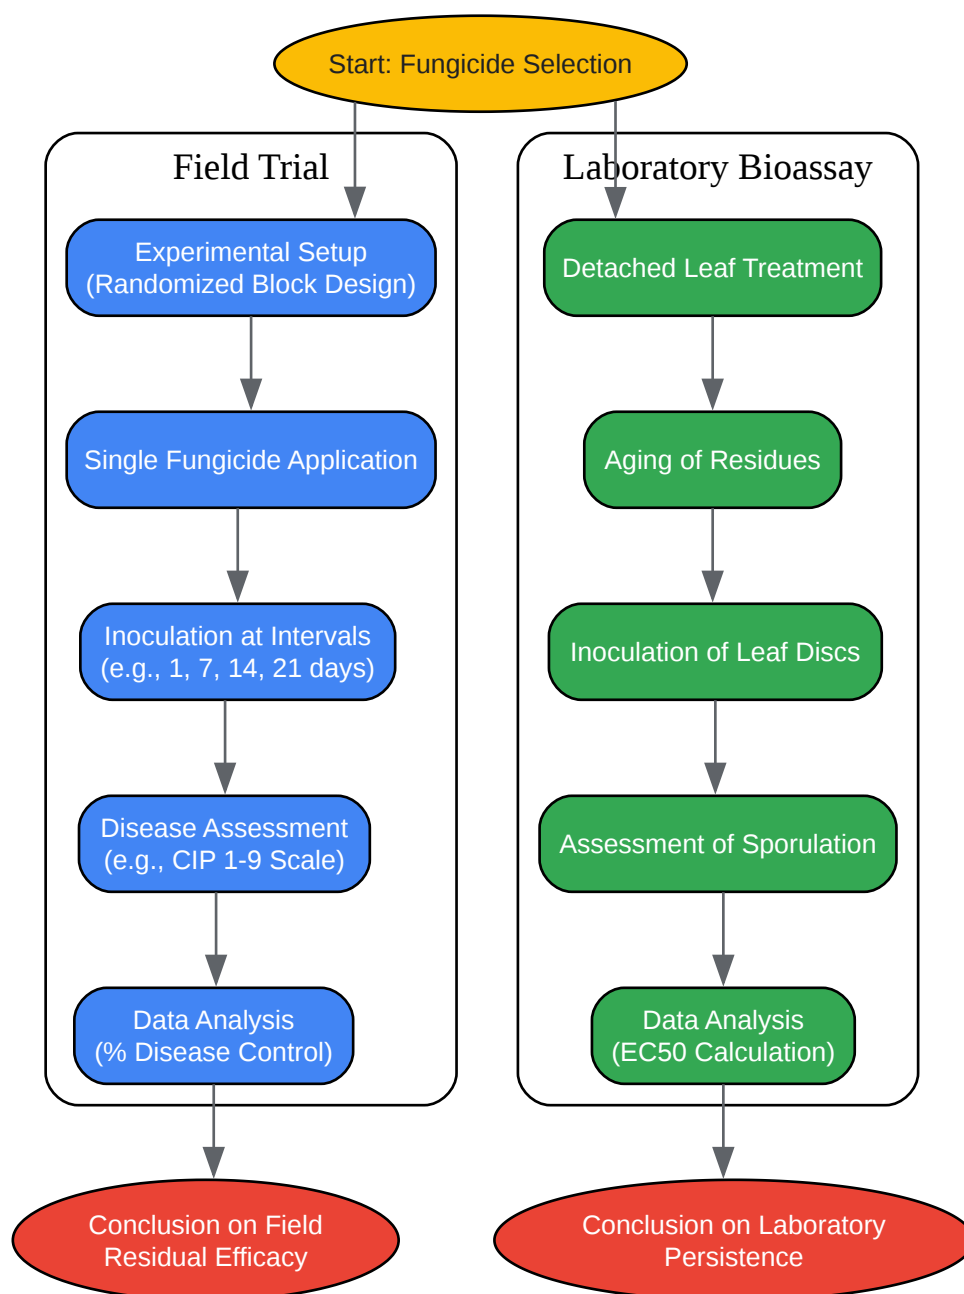 Start: Fungicide Selection
Field Trial
Experimental Setup
(Randomized Block Design)
Single Fungicide Application
Inoculation at Intervals
(e.g., 1, 7, 14, 21 days)
Disease Assessment
(e.g., CIP 1-9 Scale)
Data Analysis
(% Disease Control)
Conclusion on Field
Residual Efficacy
Laboratory Bioassay
Detached Leaf Treatment
Aging of Residues
Inoculation of Leaf Discs
Assessment of Sporulation
Data Analysis
(EC50 Calculation)
Conclusion on Laboratory
Persistence